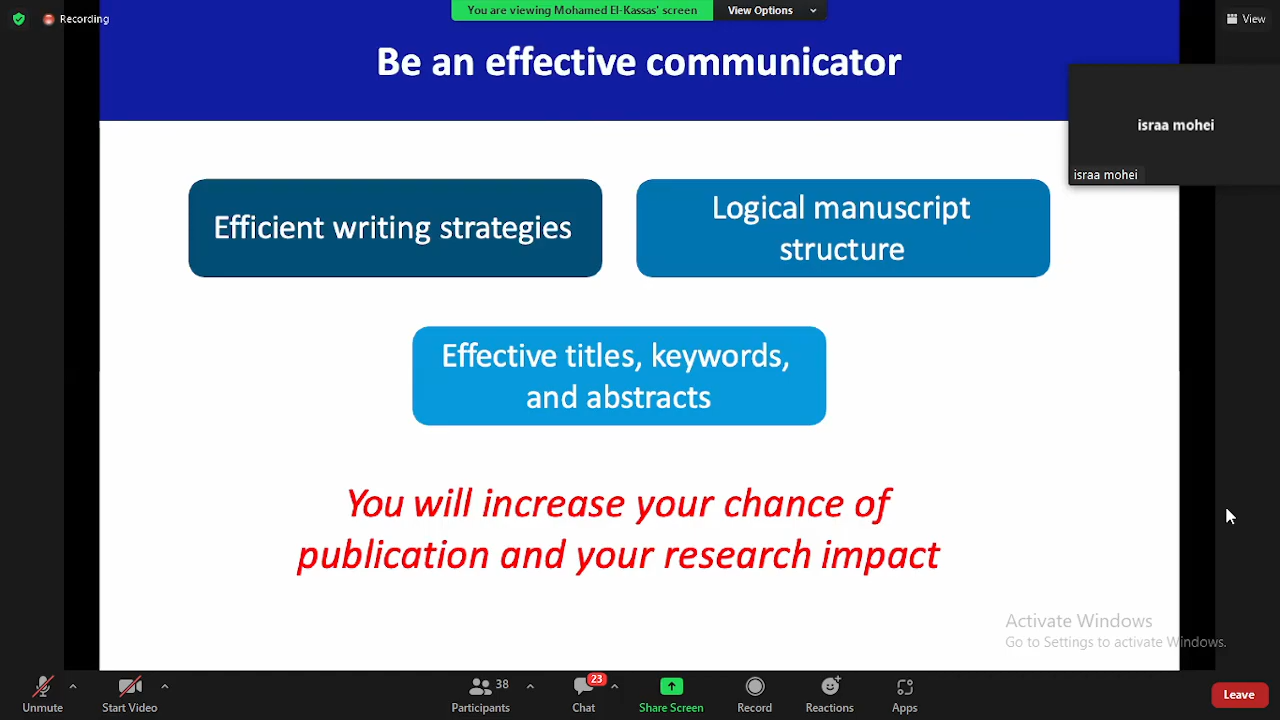 Recording
You are viewing Mohamed El-Kassas' screen
View Options
View
Be an effective communicator
israa mohei
israa mohei
Efficient writing strategies
Logical manuscript
structure
Effective titles, keywords,
and abstracts
You will increase your chance of
publication and your research impact
Activate Windows
Go to Settings to activate Windows.
Unmute
Start Video
38
Participants
23
Chat
Share Screen
Record
Reactions
Apps
Leave